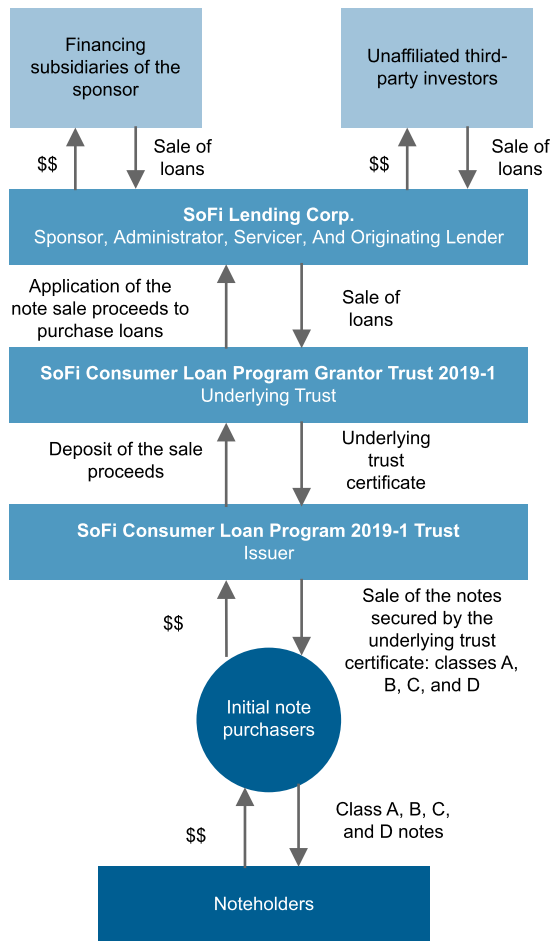 Financing
subsidiaries of the
sponsor
Unaffiliated third-
party investors
$$
Sale of
loans
$$
Sale of
loans
SoFi Lending Corp.
Sponsor, Administrator, Servicer, And Originating Lender
Application of the
note sale proceeds to
purchase loans
Sale of
loans
SoFi Consumer Loan Program Grantor Trust 2019-1
Underlying Trust
Deposit of the sale
proceeds
Underlying
trust
certificate
SoFi Consumer Loan Program 2019-1 Trust
Issuer
$$
Sale of the notes
secured by the
underlying trust
certificate: classes A,
B, C, and D
Initial note
purchasers
$$
Class A, B, C,
and D notes
Noteholders